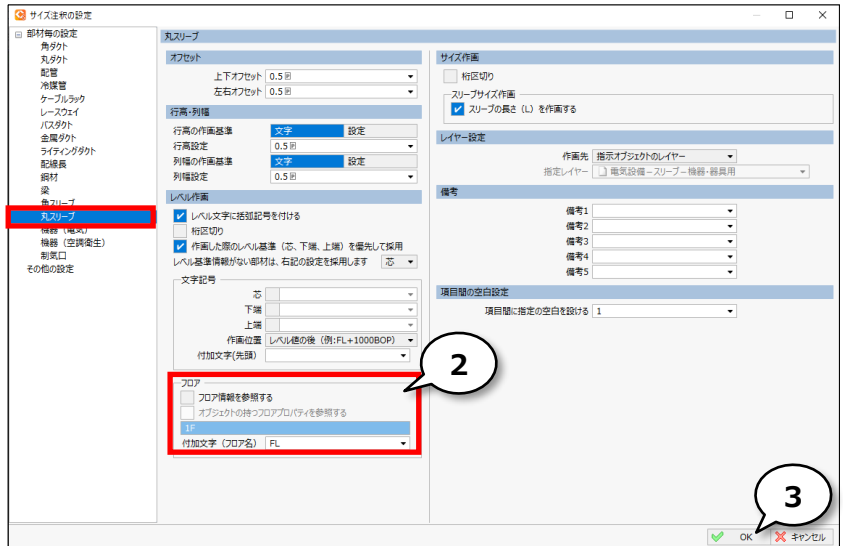 サイズ注釈の設定
部材毎の設定
角ダクト
丸ダクト
配管
冷媒管
ケーブルラック
レースウェイ
バスダクト
金属ダクト
ライティングダクト
配線長
鋼材
梁
角スリーブ
丸スリーブ
機器（電気）
機器（空調衛生）
制気口
その他の設定
丸スリーブ
オフセット
上下オフセット 0.5
左右オフセット 0.5
行高・列幅
行高の作画基準 文字 設定
行高設定 0.5
列幅の作画基準 文字 設定
列幅設定 0.5
レベル作画
レベル文字に括弧記号を付ける
桁区切り
作画した際のレベル基準（芯、下端、上端）を優先して採用
レベル基準情報がない部材は、右記の設定を採用します 芯
文字記号
芯
下端
上端
作画位置 レベル値の後（例:FL+1000BOP）
付加文字(先頭)
フロア
フロア情報を参照する
オブジェクトの持つフロアプロパティを参照する
1F
付加文字（フロア名） FL
2
サイズ作画
桁区切り
スリーブサイズ作画
スリーブの長さ（L）を作画する
レイヤー設定
作画先 指示オブジェクトのレイヤー
指定レイヤー 電気設備－スリーブ－機器・器具用
備考
備考1
備考2
備考3
備考4
備考5
項目間の空白設定
項目間に指定の空白を設ける 1
3
OK キャンセル